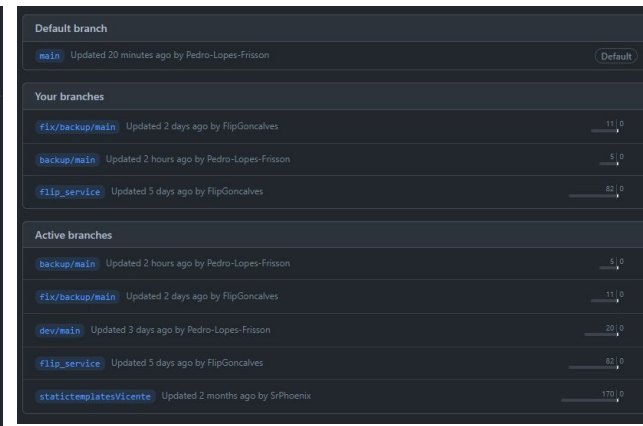 Default branch
main Updated 20 minutes ago by Pedro-Lopes-Frisson Default
Your branches
fix/backup/main Updated 2 days ago by FlipGoncalves 11 | 0
backup/main Updated 2 hours ago by Pedro-Lopes-Frisson 5 | 0
flip_service Updated 5 days ago by FlipGoncalves 82 | 0
Active branches
backup/main Updated 2 hours ago by Pedro-Lopes-Frisson 5 | 0
fix/backup/main Updated 2 days ago by FlipGoncalves 11 | 0
dev/main Updated 3 days ago by Pedro-Lopes-Frisson 20 | 0
flip_service Updated 5 days ago by FlipGoncalves 82 | 0
statictemplatesVicente Updated 2 months ago by SrPhoenix 170 | 0